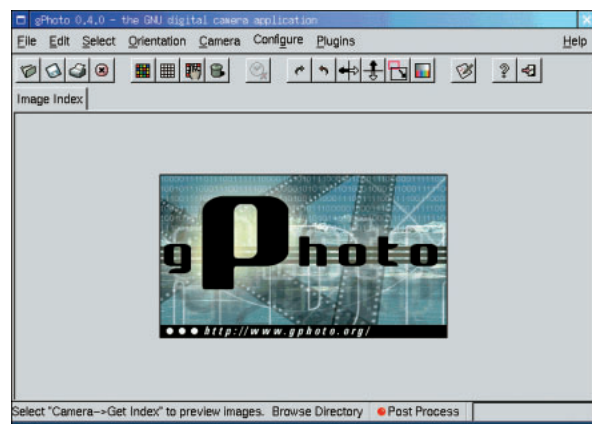 gPhoto 0.4.0 - the GNU digital camera application
File Edit Select Orientation Camera Configure Plugins Help
Image Index
gPhoto
http://www.gphoto.org/
Select "Camera->Get Index" to preview images. Browse Directory Post Process